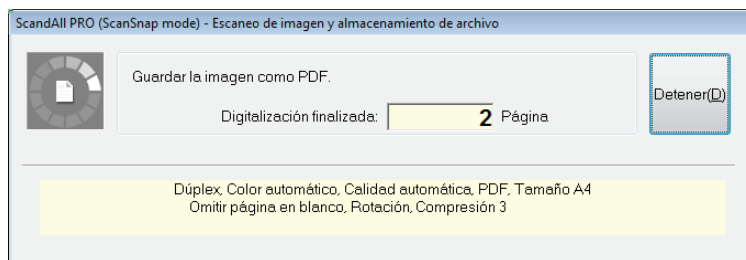 ScandAll PRO (ScanSnap mode) - Escaneo de imagen y almacenamiento de archivo
Guardar la imagen como PDF.
Digitalización finalizada: 2 Página
Detener(D)
Dúplex, Color automático, Calidad automática, PDF, Tamaño A4
Omitir página en blanco, Rotación, Compresión 3